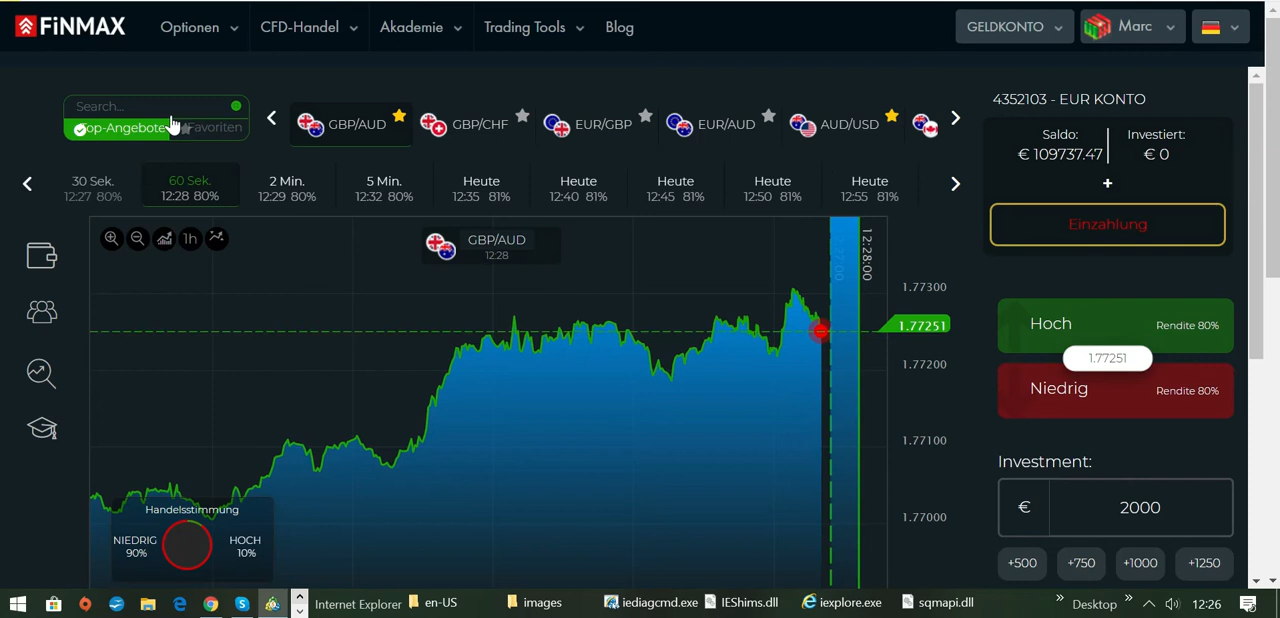 FiNMAX
Optionen
CFD-Handel
Akademie
Trading Tools
Blog
GELDKONTO
Marc
Search...
Top-Angebote
Favoriten
GBP/AUD
GBP/CHF
EUR/GBP
EUR/AUD
AUD/USD
4352103 - EUR KONTO
Saldo:
€ 109737.47
Investiert:
€ 0
+
Einzahlung
30 Sek.
12:27 80%
60 Sek.
12:28 80%
2 Min.
12:29 80%
5 Min.
12:32 80%
Heute
12:35 81%
Heute
12:40 81%
Heute
12:45 81%
Heute
12:50 81%
Heute
12:55 81%
1h
GBP/AUD
12:28
12:28:00
1.77300
1.77251
1.77200
1.77100
1.77000
Hoch
Rendite 80%
1.77251
Niedrig
Rendite 80%
Investment:
€
2000
+500
+750
+1000
+1250
Handelsstimmung
NIEDRIG
90%
HOCH
10%
Internet Explorer
en-US
images
iediagcmd.exe
IEShims.dll
iexplore.exe
sqmapi.dll
Desktop
12:26